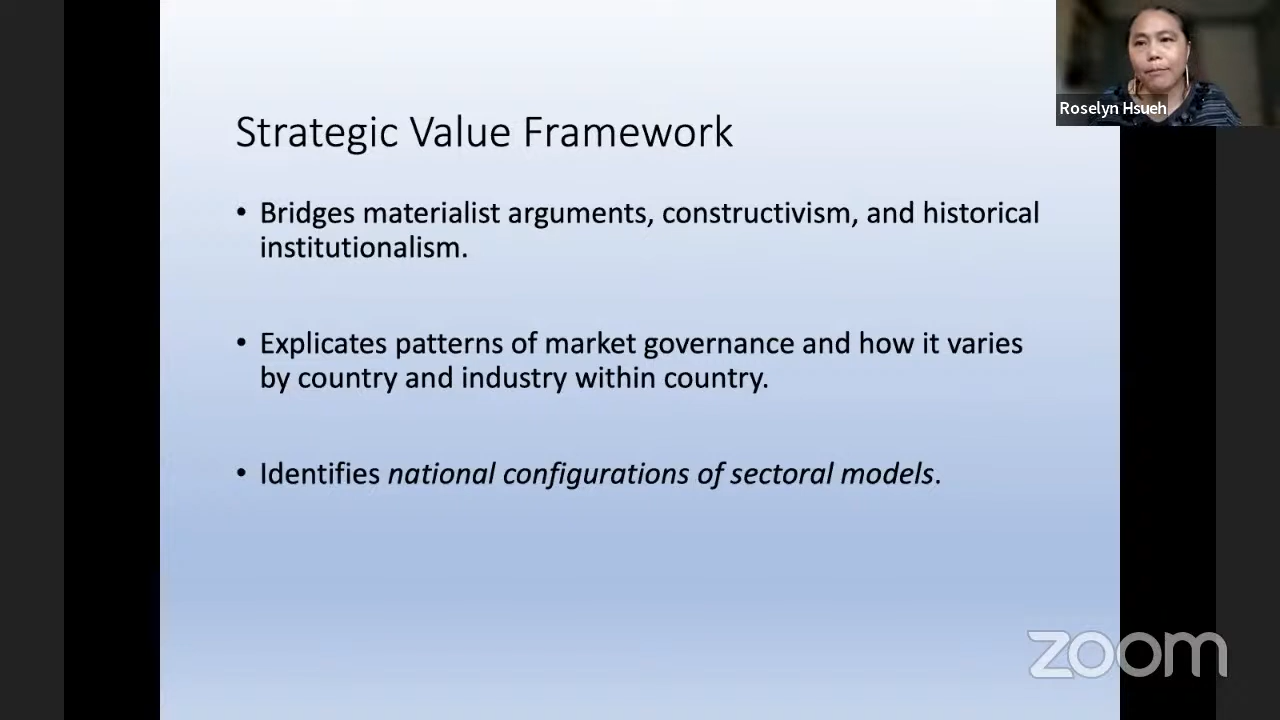 Roselyn Hsueh
Strategic Value Framework
• Bridges materialist arguments, constructivism, and historical
institutionalism.
• Explicates patterns of market governance and how it varies
by country and industry within country.
• Identifies national configurations of sectoral models.
zoom